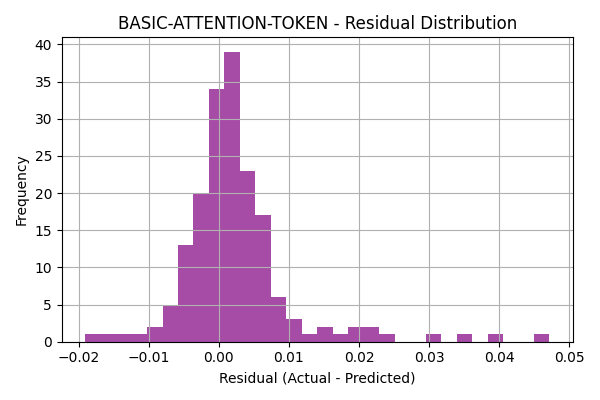 BASIC-ATTENTION-TOKEN - Residual Distribution
40
35
30
25
20
15
10
5
0
Frequency
−0.02 −0.01 0.00 0.01 0.02 0.03 0.04 0.05
Residual (Actual - Predicted)